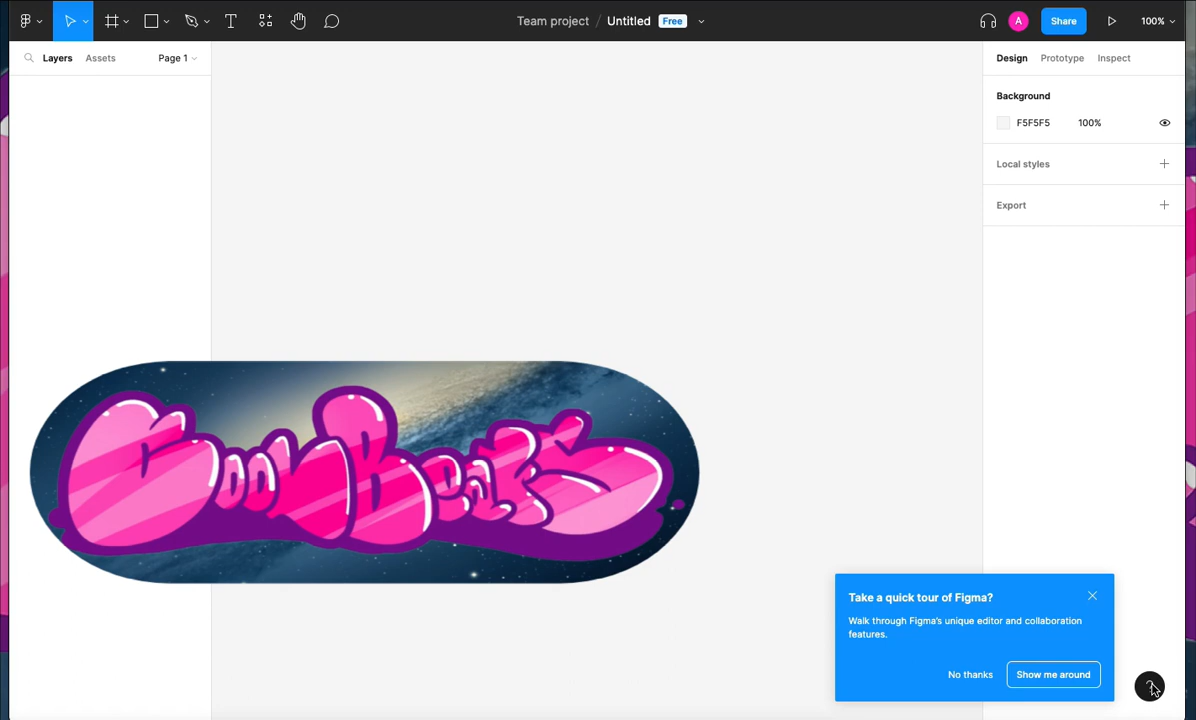 Team project / Untitled Free
A Share 100%
Layers Assets Page 1
Design Prototype Inspect
Background
F5F5F5 100%
Local styles
Export
CoolBeats
Take a quick tour of Figma?
Walk through Figma's unique editor and collaboration
features.
No thanks Show me around
?